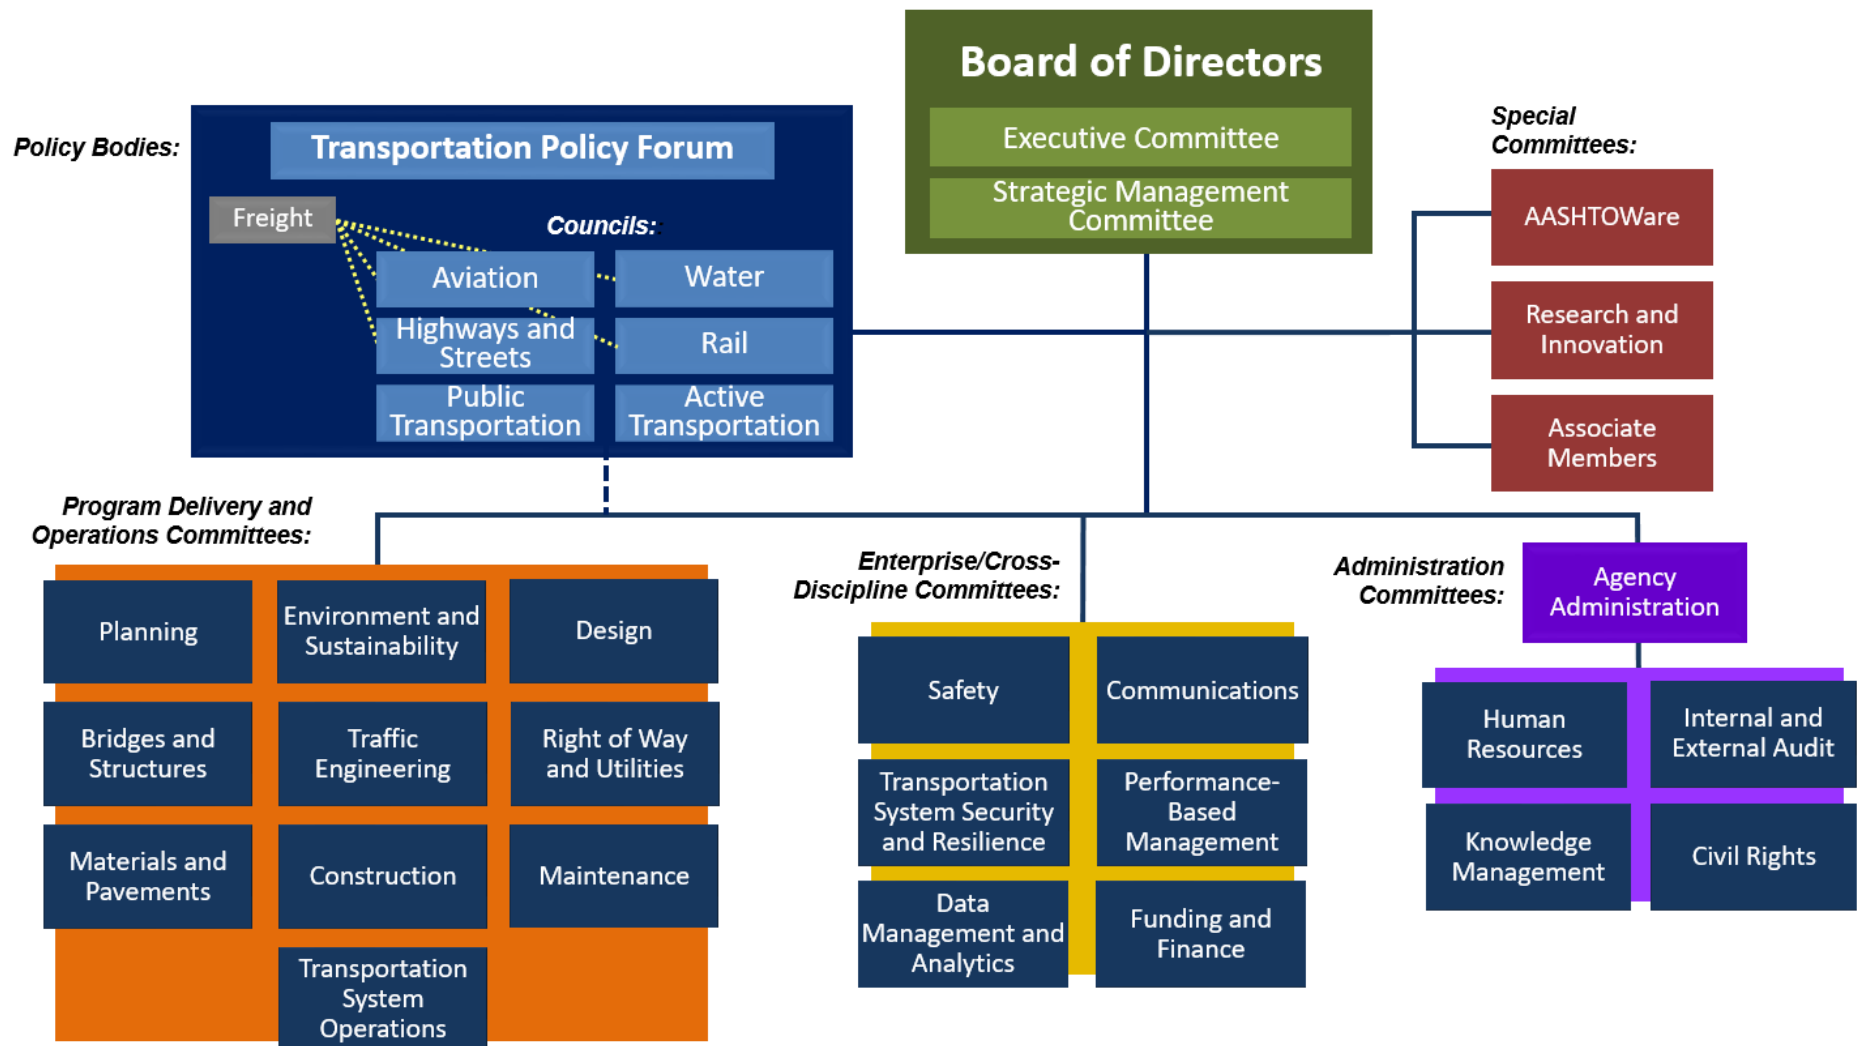 Board of Directors
Executive Committee
Strategic Management
Committee
Policy Bodies:
Transportation Policy Forum
Freight
Councils:
Aviation
Water
Highways and
Streets
Rail
Public
Transportation
Active
Transportation
Special
Committees:
AASHTOWare
Research and
Innovation
Associate
Members
Program Delivery and
Operations Committees:
Planning
Environment and
Sustainability
Design
Bridges and
Structures
Traffic
Engineering
Right of Way
and Utilities
Materials and
Pavements
Construction
Maintenance
Transportation
System
Operations
Enterprise/Cross-
Discipline Committees:
Safety
Communications
Transportation
System Security
and Resilience
Performance-
Based
Management
Data
Management and
Analytics
Funding and
Finance
Administration
Committees:
Agency
Administration
Human
Resources
Internal and
External Audit
Knowledge
Management
Civil Rights